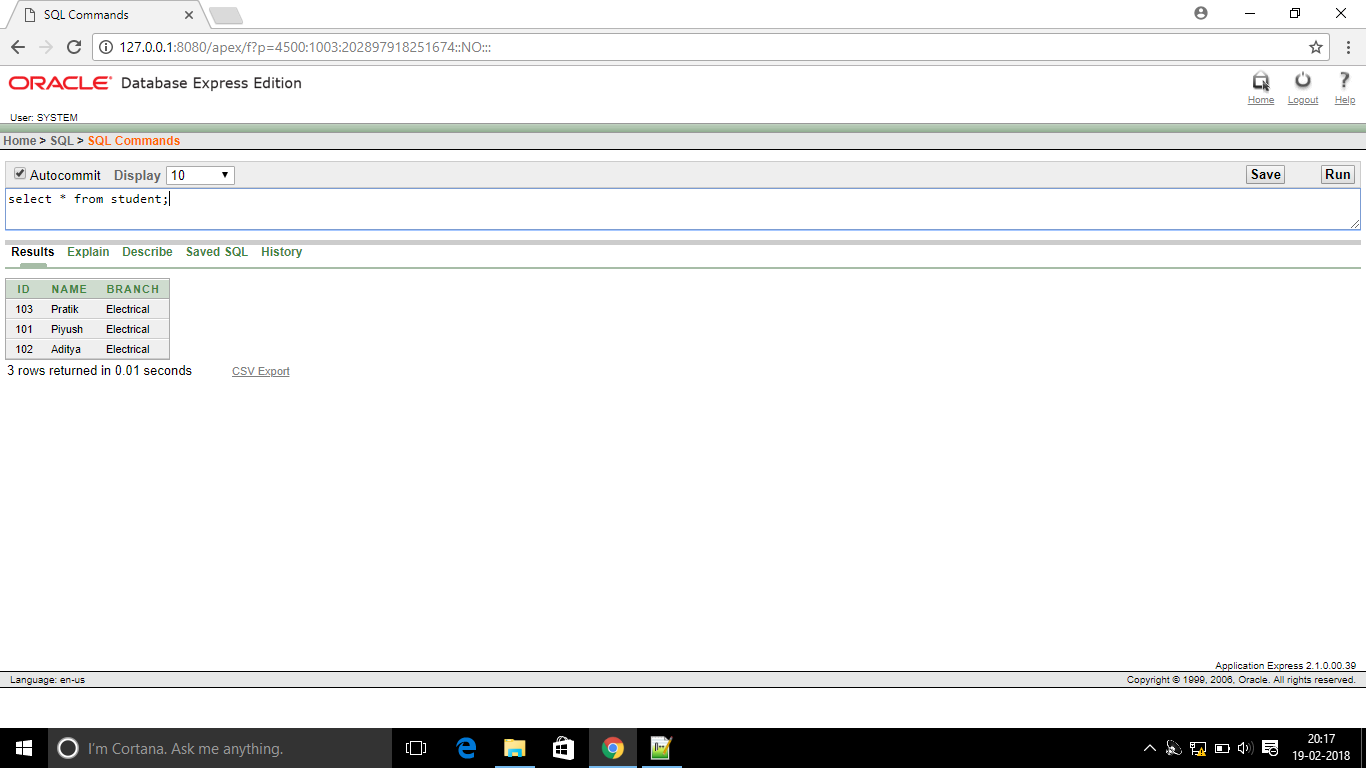 SQL Commands
127.0.0.1:8080/apex/f?p=4500:1003:202897918251674::NO:::
ORACLE Database Express Edition
Home Logout Help
User: SYSTEM
Home > SQL > SQL Commands
Autocommit Display 10 Save Run
select * from student;
Results Explain Describe Saved SQL History
ID NAME BRANCH
103 Pratik Electrical
101 Piyush Electrical
102 Aditya Electrical
3 rows returned in 0.01 seconds CSV Export
Application Express 2.1.0.00.39
Language: en-us Copyright © 1999, 2006, Oracle. All rights reserved.
I'm Cortana. Ask me anything.
20:17
19-02-2018